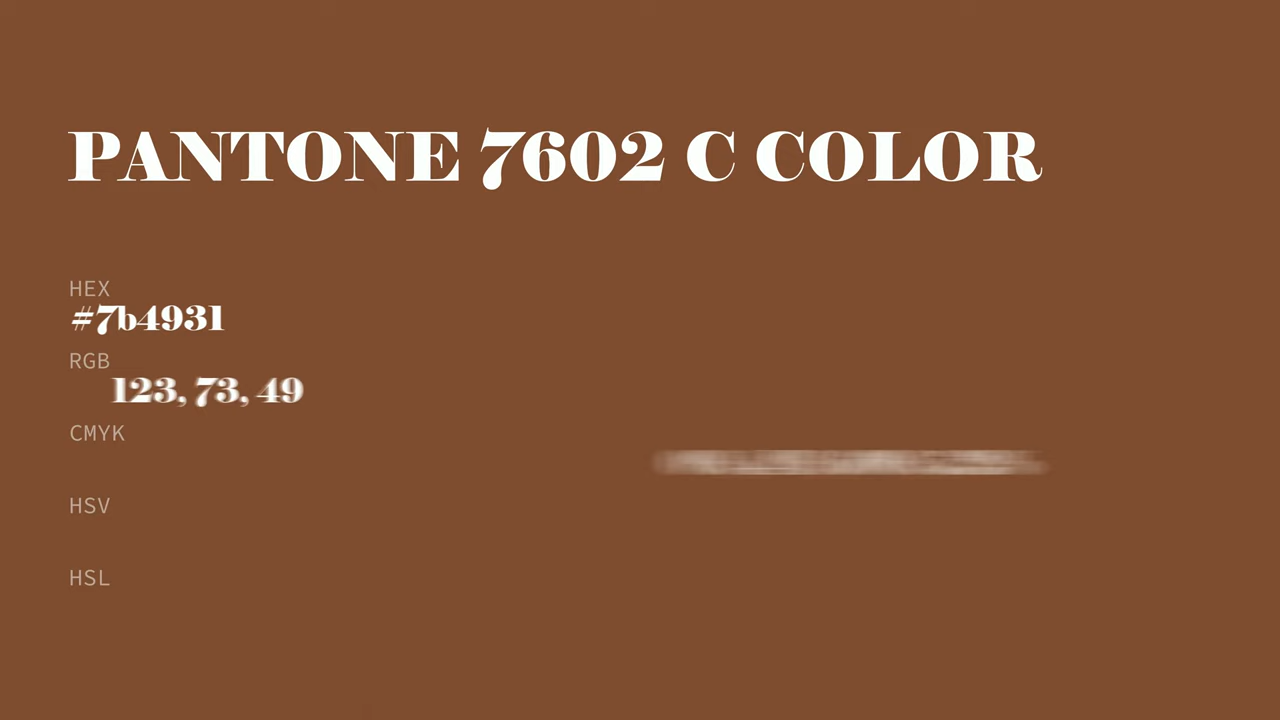 PANTONE 7602 C COLOR
HEX
#7b4931
RGB
123, 73, 49
CMYK
HSV
HSL